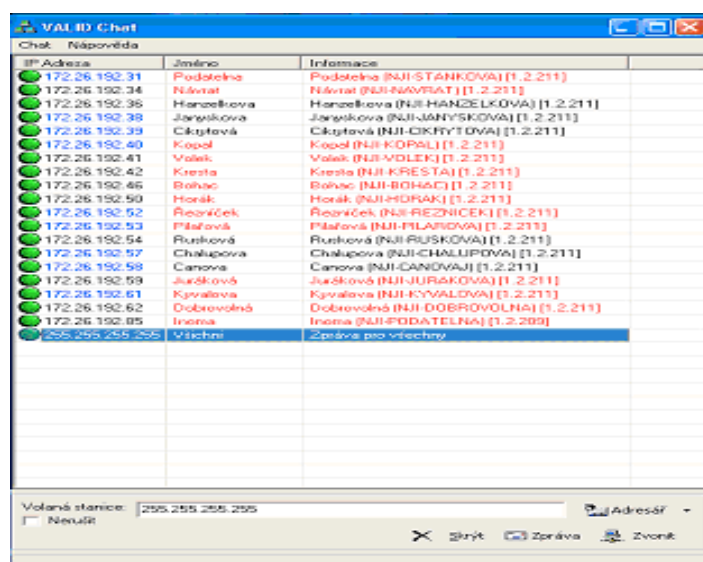 VALID Chat
Chat Nápověda
IP Adresa Jméno Informace
172.26.192.31 Podatelna Podatelna (NJI-STANKOVA) [1.2.211]
172.26.192.34 Návrat Návrat (NJI-NAVRAT) [1.2.211]
172.26.192.36 Hanzelkova Hanzelkova (NJI-HANZELKOVA) [1.2.211]
172.26.192.38 Janyskova Janyskova (NJI-JANYSKOVA) [1.2.211]
172.26.192.39 Cikrytová Cikrytová (NJI-CIKRYTOVA) [1.2.211]
172.26.192.40 Kopal Kopal (NJI-KOPAL) [1.2.211]
172.26.192.41 Volek Volek (NJI-VOLEK) [1.2.211]
172.26.192.42 Kresta Kresta (NJI-KRESTA) [1.2.211]
172.26.192.46 Bohac Bohac (NJI-BOHAC) [1.2.211]
172.26.192.50 Horák Horák (NJI-HORAK) [1.2.211]
172.26.192.52 Řezníček Řezníček (NJI-REZNICEK) [1.2.211]
172.26.192.53 Pilařová Pilařová (NJI-PILAROVA) [1.2.211]
172.26.192.54 Rusková Rusková (NJI-RUSKOVA) [1.2.211]
172.26.192.57 Chalupova Chalupova (NJI-CHALUPOVA) [1.2.211]
172.26.192.58 Canova Canova (NJI-CANOVAJ) [1.2.211]
172.26.192.59 Juráková Juráková (NJI-JURAKOVA) [1.2.211]
172.26.192.61 Kyvalova Kyvalova (NJI-KYVALOVA) [1.2.211]
172.26.192.62 Dobrovolná Dobrovolná (NJI-DOBROVOLNA) [1.2.211]
172.26.192.85 Inoma Inoma (NJI-PODATELNA) [1.2.209]
255.255.255.255 Všichni Zpráva pro všechny
Volaná stanice: 255.255.255.255 Adresář
Nerušit
Skrýt Zpráva Zvonit